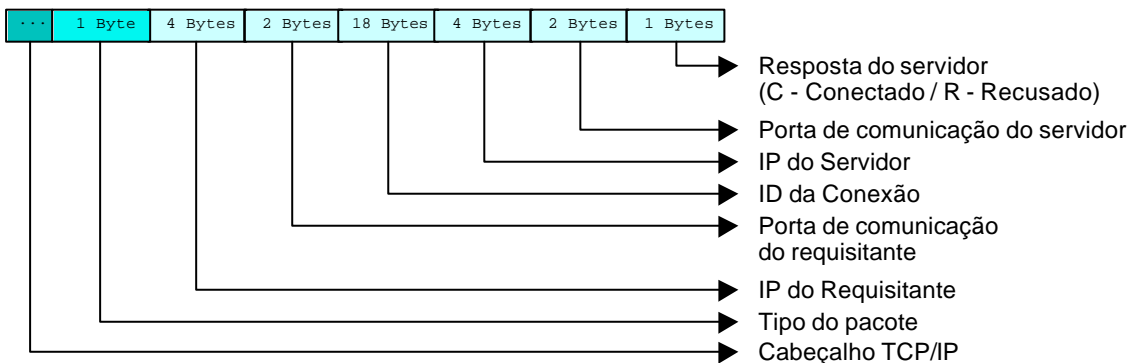 ... 1 Byte 4 Bytes 2 Bytes 18 Bytes 4 Bytes 2 Bytes 1 Bytes
Resposta do servidor
(C - Conectado / R - Recusado)
Porta de comunicação do servidor
IP do Servidor
ID da Conexão
Porta de comunicação
do requisitante
IP do Requisitante
Tipo do pacote
Cabeçalho TCP/IP